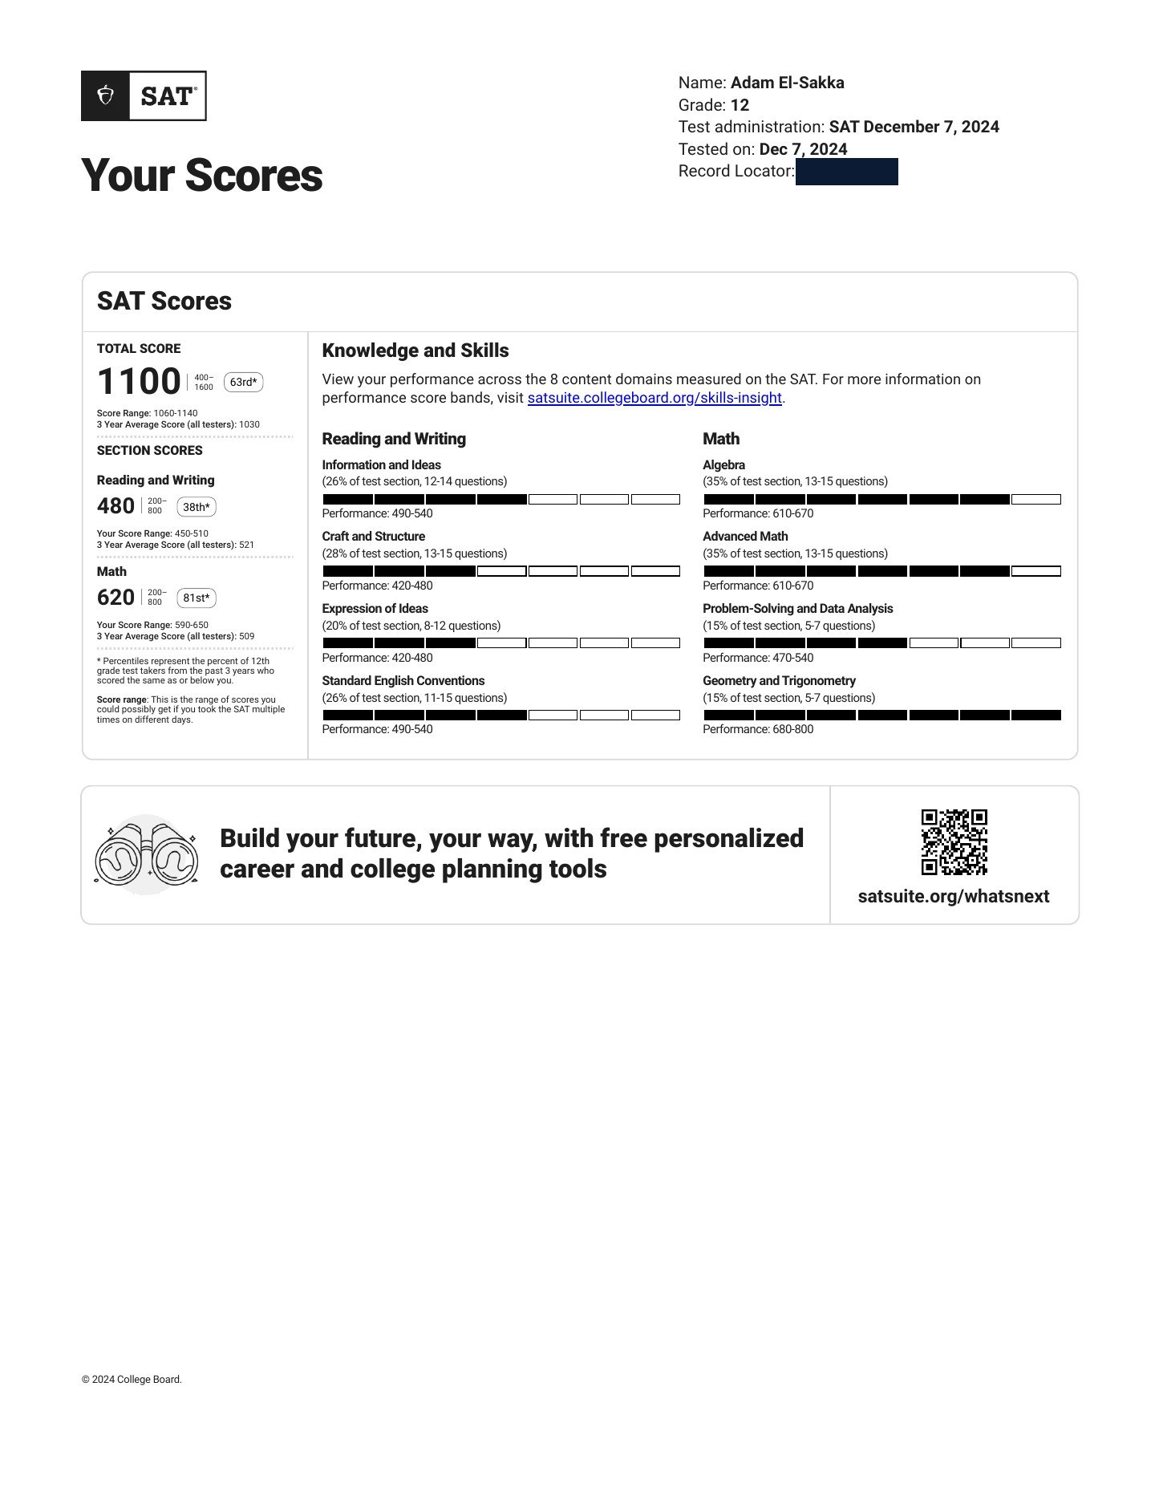 SAT®
Your Scores
Name: Adam El-Sakka
Grade: 12
Test administration: SAT December 7, 2024
Tested on: Dec 7, 2024
Record Locator:
SAT Scores
TOTAL SCORE
1100 400–1600 63rd*
Score Range: 1060-1140
3 Year Average Score (all testers): 1030
SECTION SCORES
Reading and Writing
480 200–800 38th*
Your Score Range: 450-510
3 Year Average Score (all testers): 521
Math
620 200–800 81st*
Your Score Range: 590-650
3 Year Average Score (all testers): 509
* Percentiles represent the percent of 12th
grade test takers from the past 3 years who
scored the same as or below you.
Score range: This is the range of scores you
could possibly get if you took the SAT multiple
times on different days.
Knowledge and Skills
View your performance across the 8 content domains measured on the SAT. For more information on
performance score bands, visit satsuite.collegeboard.org/skills-insight.
Reading and Writing
Information and Ideas
(26% of test section, 12-14 questions)
Performance: 490-540
Craft and Structure
(28% of test section, 13-15 questions)
Performance: 420-480
Expression of Ideas
(20% of test section, 8-12 questions)
Performance: 420-480
Standard English Conventions
(26% of test section, 11-15 questions)
Performance: 490-540
Math
Algebra
(35% of test section, 13-15 questions)
Performance: 610-670
Advanced Math
(35% of test section, 13-15 questions)
Performance: 610-670
Problem-Solving and Data Analysis
(15% of test section, 5-7 questions)
Performance: 470-540
Geometry and Trigonometry
(15% of test section, 5-7 questions)
Performance: 680-800
Build your future, your way, with free personalized
career and college planning tools
satsuite.org/whatsnext
© 2024 College Board.